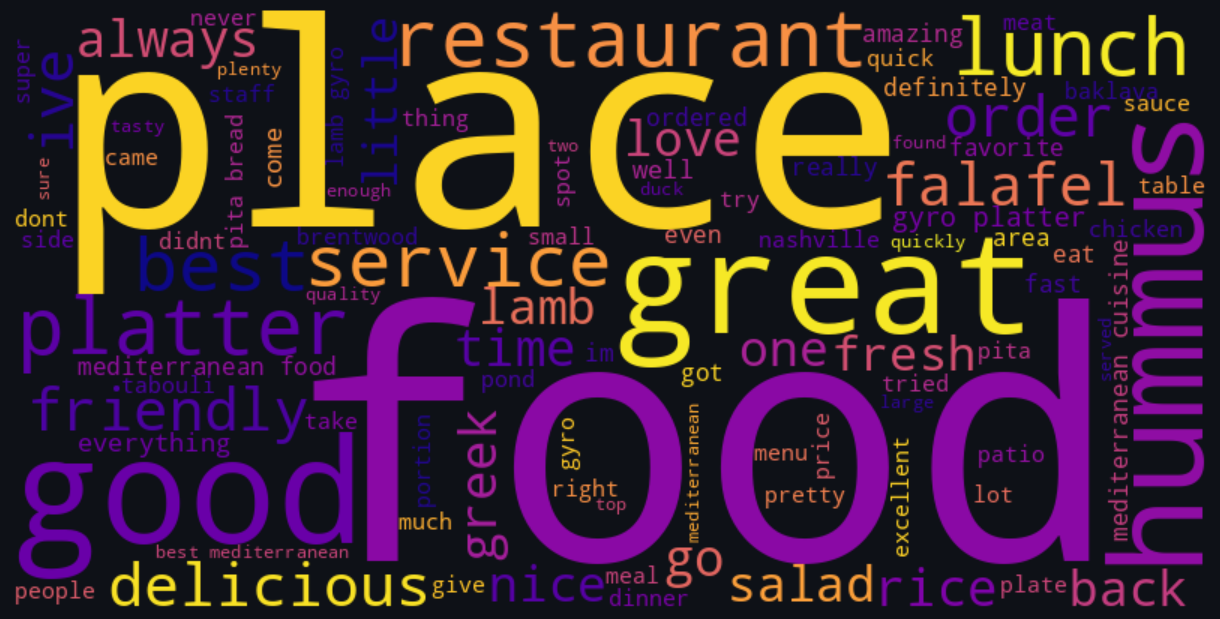 never
always
place
restaurant
amazing
meat
lunch
quick
super
ive
plenty
staff
lamb gyro
little
definitely
baklava
sauce
tasty
came
sure
pita bread
come
thing
ordered
love
order
two
spot
well
duck
try
really
found
favorite
enough
falafel
table
hummus
dont
side
didnt
brentwood
small
even
nashville
gyro platter
quickly
area
chicken
eat
best
service
great
fast
quality
lamb
platter
time
im
one
fresh
pita
served
mediterranean cuisine
mediterranean food
tabouli
pond
got
tried
large
friendly
take
food
everything
portion
greek
gyro
right
top
mediterranean
menu
price
pretty
excellent
patio
lot
good
much
best mediterranean
people
delicious
give
nice
meal
dinner
go
salad
rice
plate
back